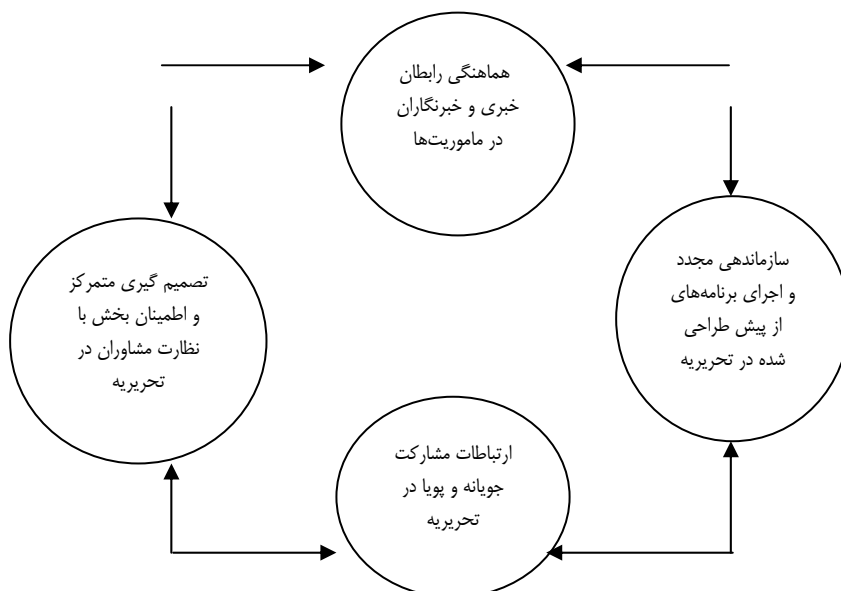 هماهنگی رابطان
خبری و خبرنگاران
در ماموریت‌ها
سازماندهی مجدد
و اجرای برنامه‌های
از پیش طراحی
شده در تحریریه
تصمیم گیری متمرکز
و اطمینان بخش با
نظارت مشاوران در
تحریریه
ارتباطات مشارکت
جویانه و پویا در
تحریریه